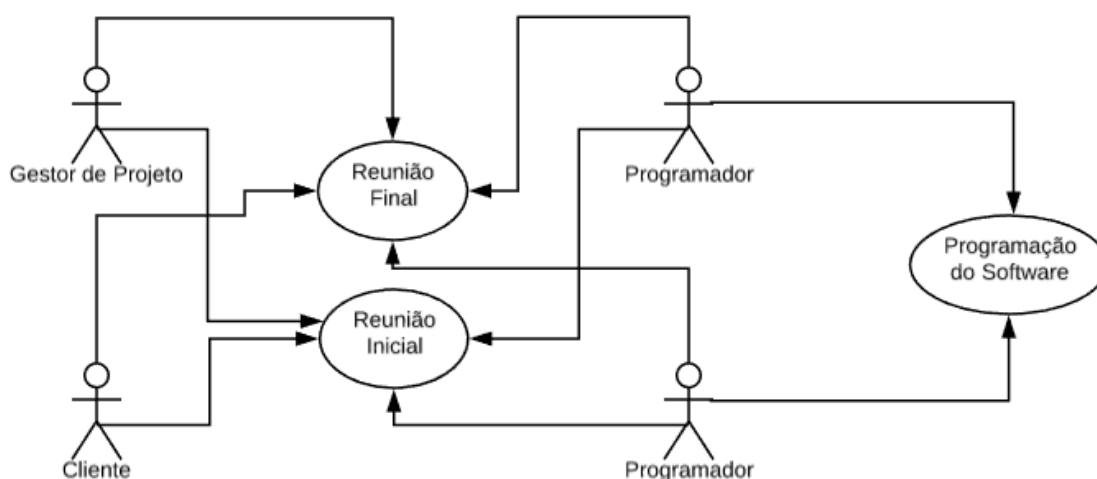 Gestor de Projeto
Reunião
Final
Programador
Programação
do Software
Reunião
Inicial
Cliente
Programador